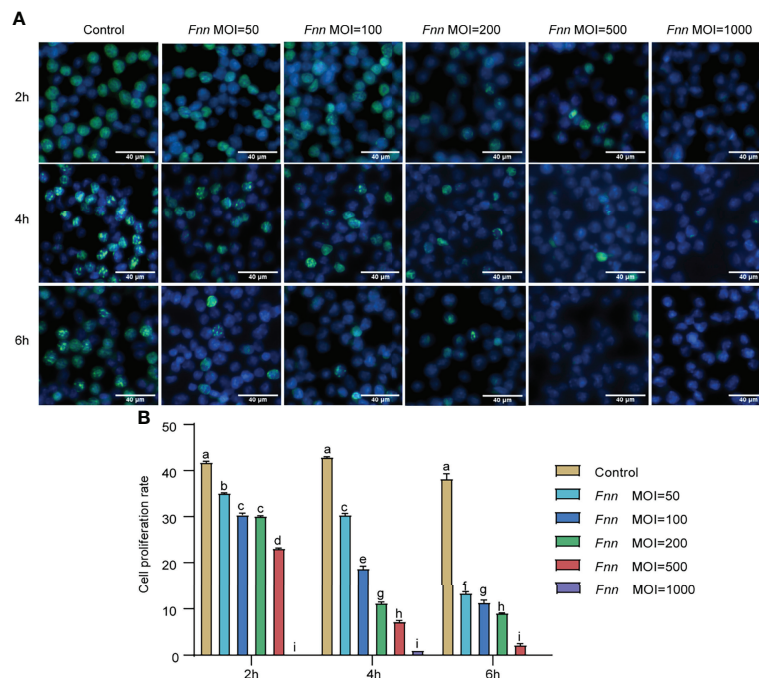 A
Control Fnn MOI=50 Fnn MOI=100 Fnn MOI=200 Fnn MOI=500 Fnn MOI=1000
2h
40 μm 40 μm 40 μm 40 μm 40 μm 40 μm
4h
40 μm 40 μm 40 μm 40 μm 40 μm 40 μm
6h
40 μm 40 μm 40 μm 40 μm 40 μm 40 μm
B
Cell proliferation rate
50
40
30
20
10
0
a b c c d i
a c e g h i
a f g h i
2h 4h 6h
Control
Fnn MOI=50
Fnn MOI=100
Fnn MOI=200
Fnn MOI=500
Fnn MOI=1000